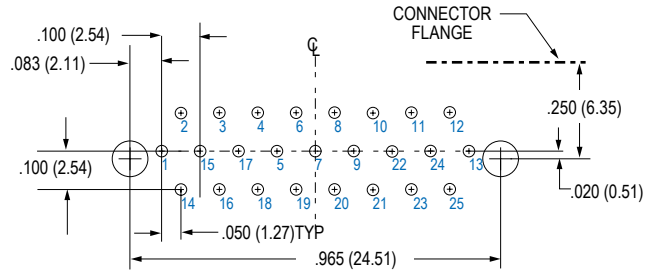 CONNECTOR
FLANGE
.100 (2.54)
℄
.083 (2.11)
.250 (6.35)
2 3 4 6 8 10 11 12
.100 (2.54)
1 15 17 5 7 9 22 24 13
.020 (0.51)
14 16 18 19 20 21 23 25
.050 (1.27)TYP
.965 (24.51)